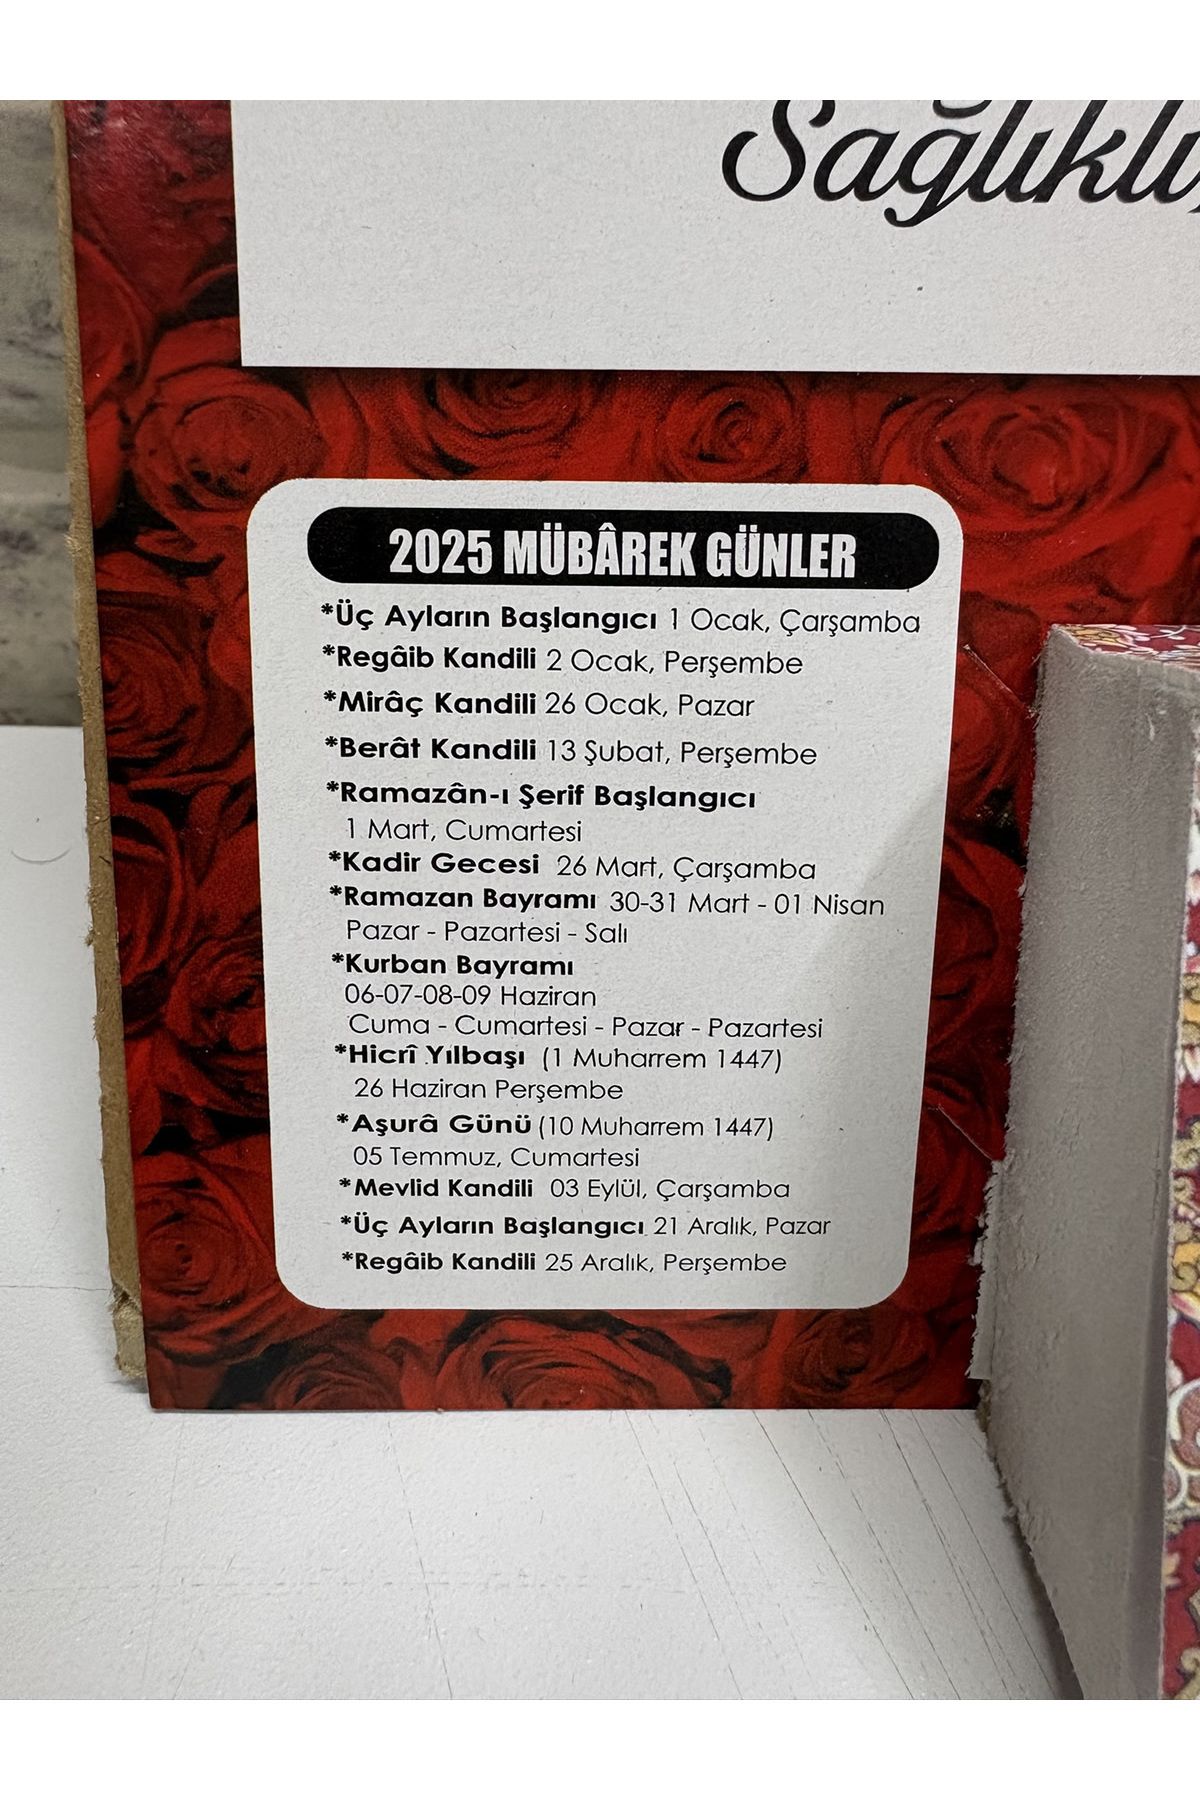 Sağlıklı,
2025 MÜBÂREK GÜNLER
*Üç Ayların Başlangıcı 1 Ocak, Çarşamba
*Regâib Kandili 2 Ocak, Perşembe
*Mirâç Kandili 26 Ocak, Pazar
*Berât Kandili 13 Şubat, Perşembe
*Ramazân-ı Şerif Başlangıcı
1 Mart, Cumartesi
*Kadir Gecesi 26 Mart, Çarşamba
*Ramazan Bayramı 30-31 Mart - 01 Nisan
Pazar - Pazartesi - Salı
*Kurban Bayramı
06-07-08-09 Haziran
Cuma - Cumartesi - Pazar - Pazartesi
*Hicrî Yılbaşı (1 Muharrem 1447)
26 Haziran Perşembe
*Aşurâ Günü (10 Muharrem 1447)
05 Temmuz, Cumartesi
*Mevlid Kandili 03 Eylül, Çarşamba
*Üç Ayların Başlangıcı 21 Aralık, Pazar
*Regâib Kandili 25 Aralık, Perşembe